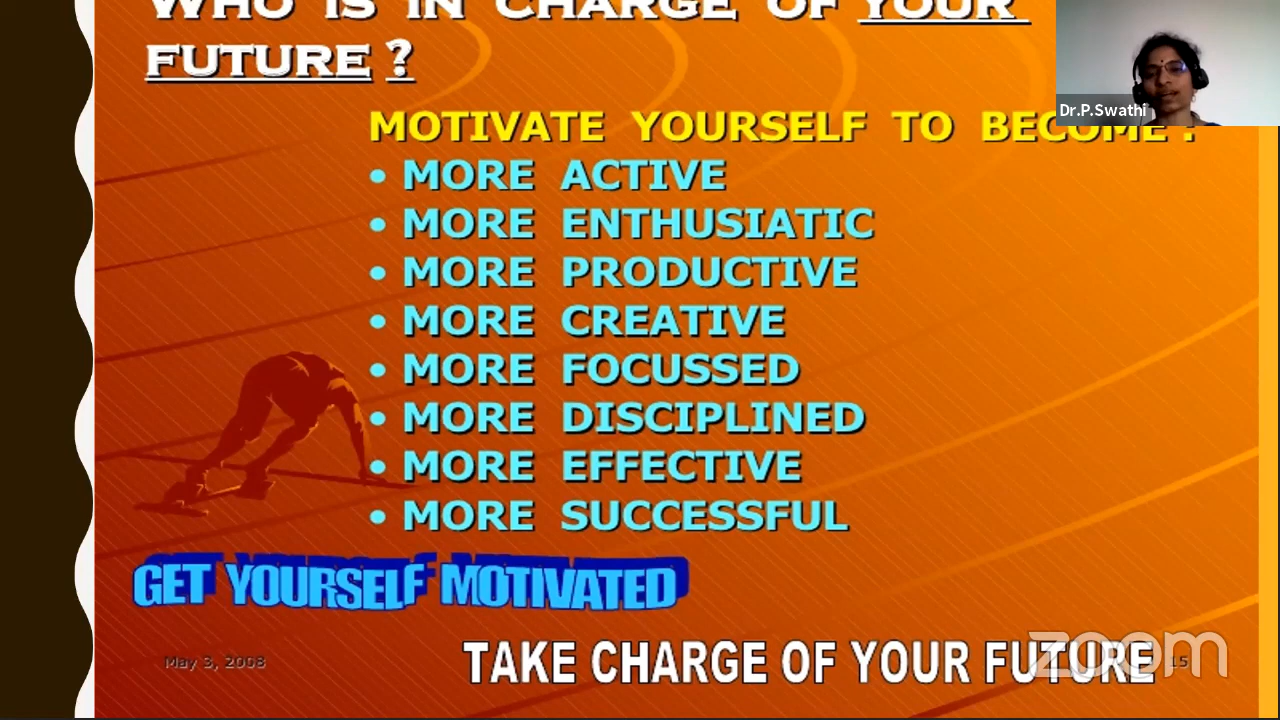 WHO IS IN CHARGE OF YOUR
FUTURE ?
Dr.P.Swathi
MOTIVATE YOURSELF TO BECOME :
• MORE ACTIVE
• MORE ENTHUSIATIC
• MORE PRODUCTIVE
• MORE CREATIVE
• MORE FOCUSSED
• MORE DISCIPLINED
• MORE EFFECTIVE
• MORE SUCCESSFUL
GET YOURSELF MOTIVATED
TAKE CHARGE OF YOUR FUTURE
May 3, 2008
zoom
15